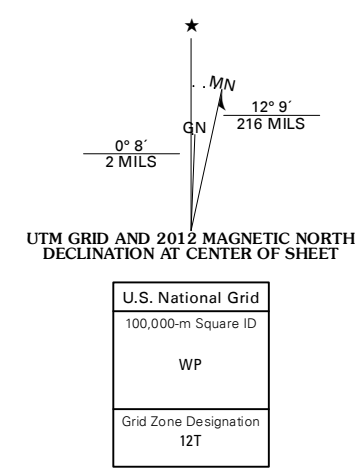 ★
MN
GN
12° 9´
216 MILS
0° 8´
2 MILS
UTM GRID AND 2012 MAGNETIC NORTH
DECLINATION AT CENTER OF SHEET
U.S. National Grid
100,000-m Square ID
WP
Grid Zone Designation
12T